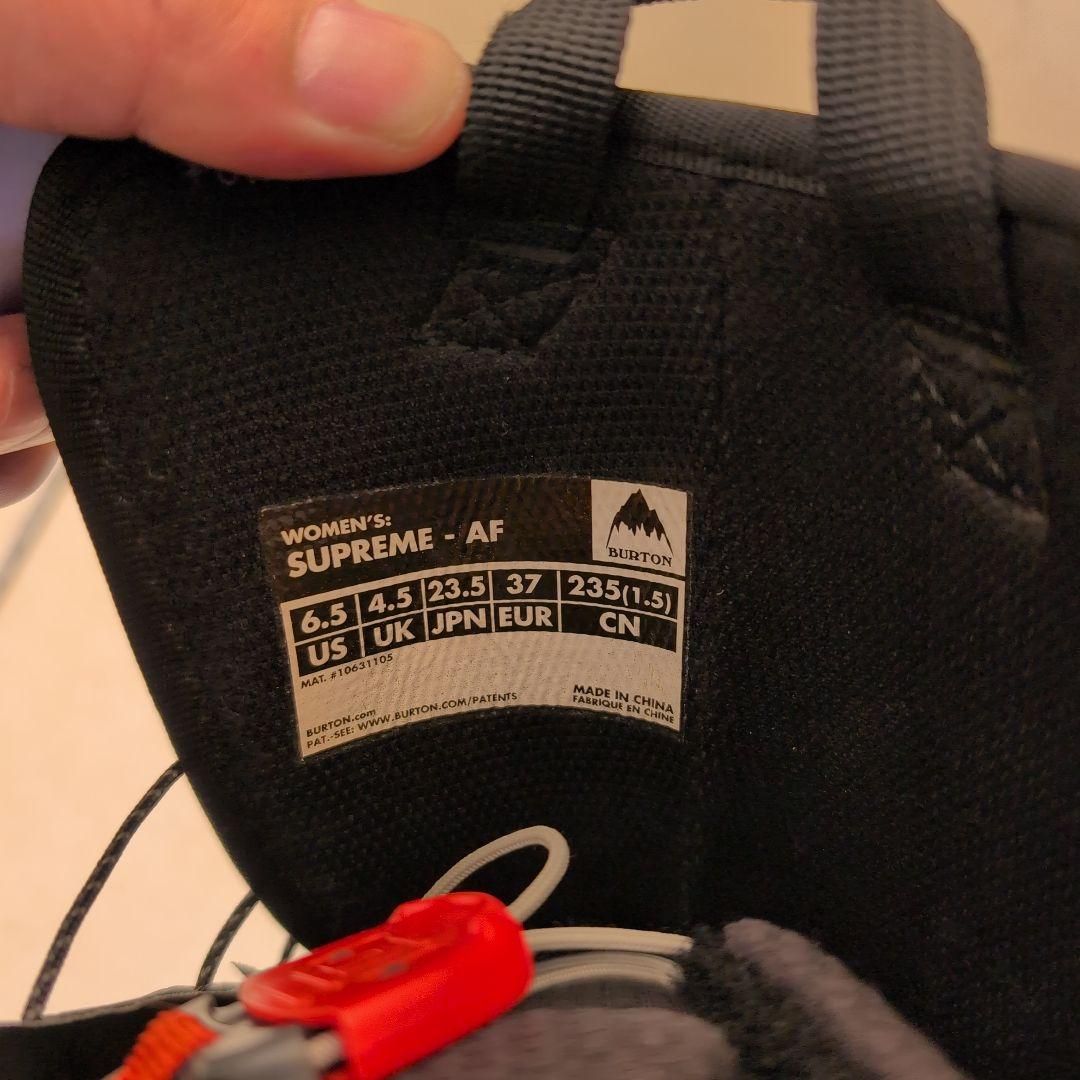 WOMEN'S:
SUPREME - AF
BURTON
6.5 4.5 23.5 37 235(1.5)
US UK JPN EUR CN
MAT. #10631105
BURTON.com
PAT.-SEE: WWW.BURTON.COM/PATENTS
MADE IN CHINA
FABRIQUE EN CHINE